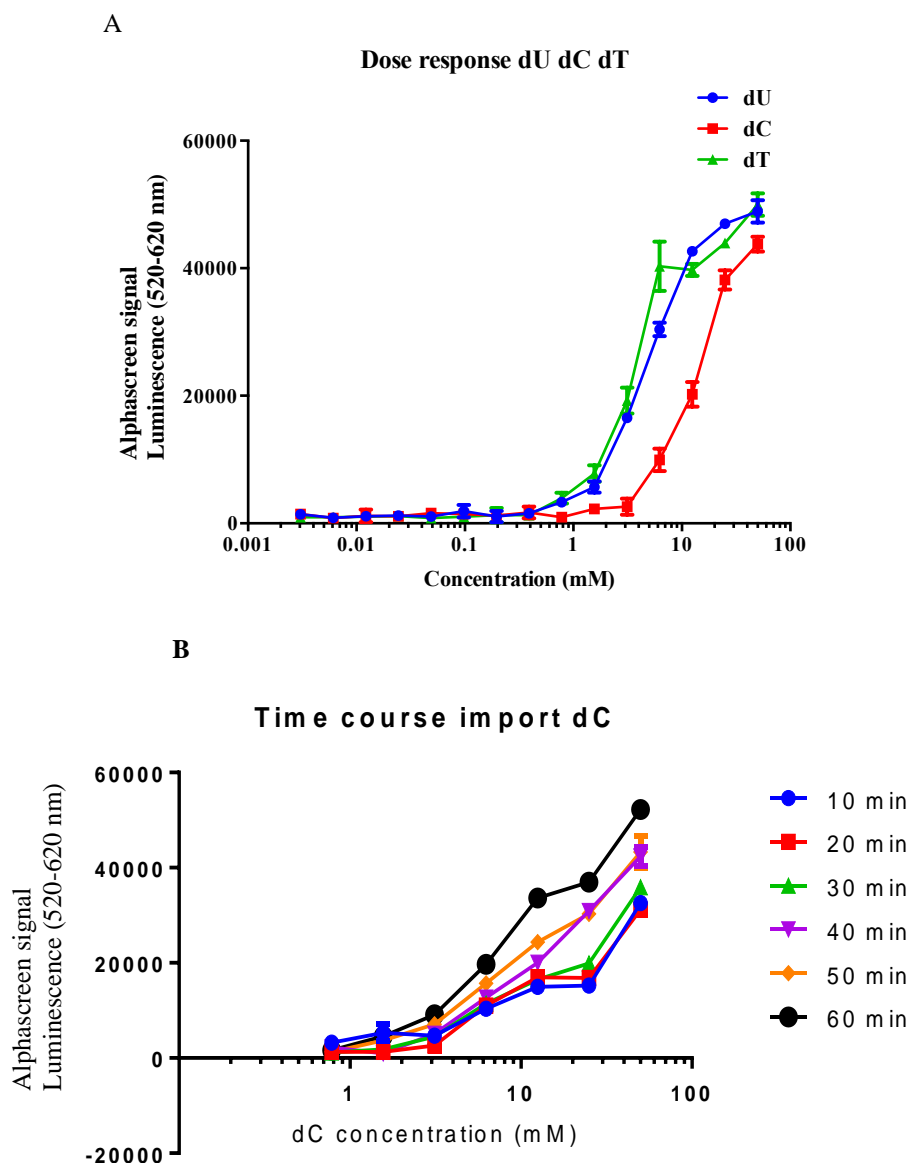 A
Dose response dU dC dT
dU
dC
dT
60000
40000
20000
0
Alphascreen signal
Luminescence (520-620 nm)
0.001 0.01 0.1 1 10 100
Concentration (mM)
B
Time course import dC
60000
40000
20000
0
-20000
Alphascreen signal
Luminescence (520-620 nm)
1 10 100
dC concentration (mM)
10 min
20 min
30 min
40 min
50 min
60 min